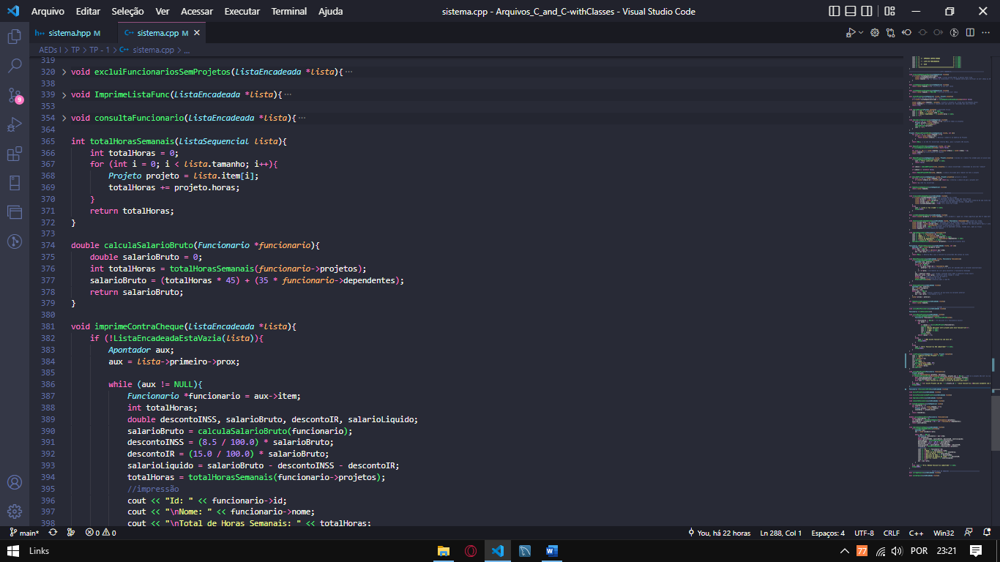 Arquivo Editar Seleção Ver Acessar Executar Terminal Ajuda sistema.cpp - Arquivos_C_and_C-withClasses - Visual Studio Code
h++ sistema.hpp M C++ sistema.cpp M
AEDs I > TP > TP - 1 > C++ sistema.cpp > ...
319
320 > void excluiFuncionariosSemProjetos(ListaEncadeada *lista){ ···
338
339 > void ImprimeListaFunc(ListaEncadeada *lista){ ···
353
354 > void consultaFuncionario(ListaEncadeada *lista){ ···
364
365 int totalHorasSemanais(ListaSequencial lista){
366 int totalHoras = 0;
367 for (int i = 0; i < lista.tamanho; i++){
368 Projeto projeto = lista.item[i];
369 totalHoras += projeto.horas;
370 }
371 return totalHoras;
372 }
373
374 double calculaSalarioBruto(Funcionario *funcionario){
375 double salarioBruto = 0;
376 int totalHoras = totalHorasSemanais(funcionario->projetos);
377 salarioBruto = (totalHoras * 45) + (35 * funcionario->dependentes);
378 return salarioBruto;
379 }
380
381 void imprimeContraCheque(ListaEncadeada *lista){
382 if (!ListaEncadeadaEstaVazia(lista)){
383 Apontador aux;
384 aux = lista->primeiro->prox;
385
386 while (aux != NULL){
387 Funcionario *funcionario = aux->item;
388 int totalHoras;
389 double descontoINSS, salarioBruto, descontoIR, salarioLiquido;
390 salarioBruto = calculaSalarioBruto(funcionario);
391 descontoINSS = (8.5 / 100.0) * salarioBruto;
392 descontoIR = (15.0 / 100.0) * salarioBruto;
393 salarioLiquido = salarioBruto - descontoINSS - descontoIR;
394 totalHoras = totalHorasSemanais(funcionario->projetos);
395 //impressão
396 cout << "Id: " << funcionario->id;
397 cout << "\nNome: " << funcionario->nome;
398 cout << "\nTotal de Horas Semanais: " << totalHoras;
9
main* 0 0 You, há 22 horas Ln 288, Col 1 Espaços: 4 UTF-8 CRLF C++ Win32
Links 77 POR 23:21